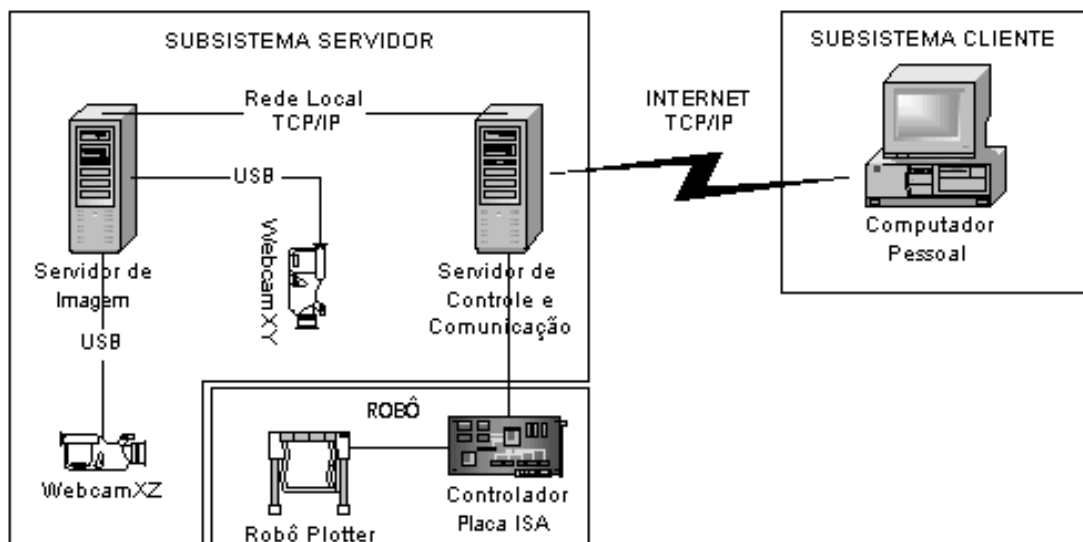 SUBSISTEMA SERVIDOR
SUBSISTEMA CLIENTE
Rede Local
TCP/IP
INTERNET
TCP/IP
USB
WebcamXY
Servidor de
Imagem
Servidor de
Controle e
Comunicação
Computador
Pessoal
USB
WebcamXZ
ROBÔ
Robô Plotter
Controlador
Placa ISA